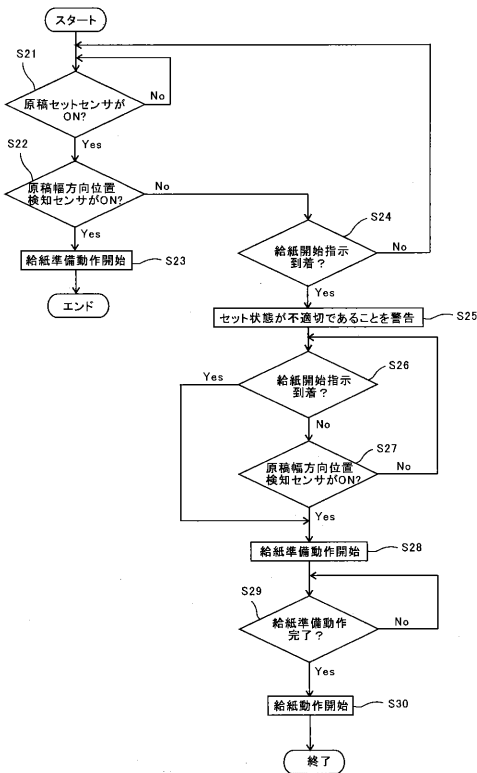 スタート
S21
原稿セットセンサが
ON?
No
Yes
S22
原稿幅方向位置
検知センサがON?
No
Yes
給紙準備動作開始
S23
エンド
S24
給紙開始指示
到着？
No
Yes
セット状態が不適切であることを警告
S25
S26
給紙開始指示
到着？
Yes
No
S27
原稿幅方向位置
検知センサがON?
No
Yes
給紙準備動作開始
S28
S29
給紙準備動作
完了？
No
Yes
給紙動作開始
S30
終了